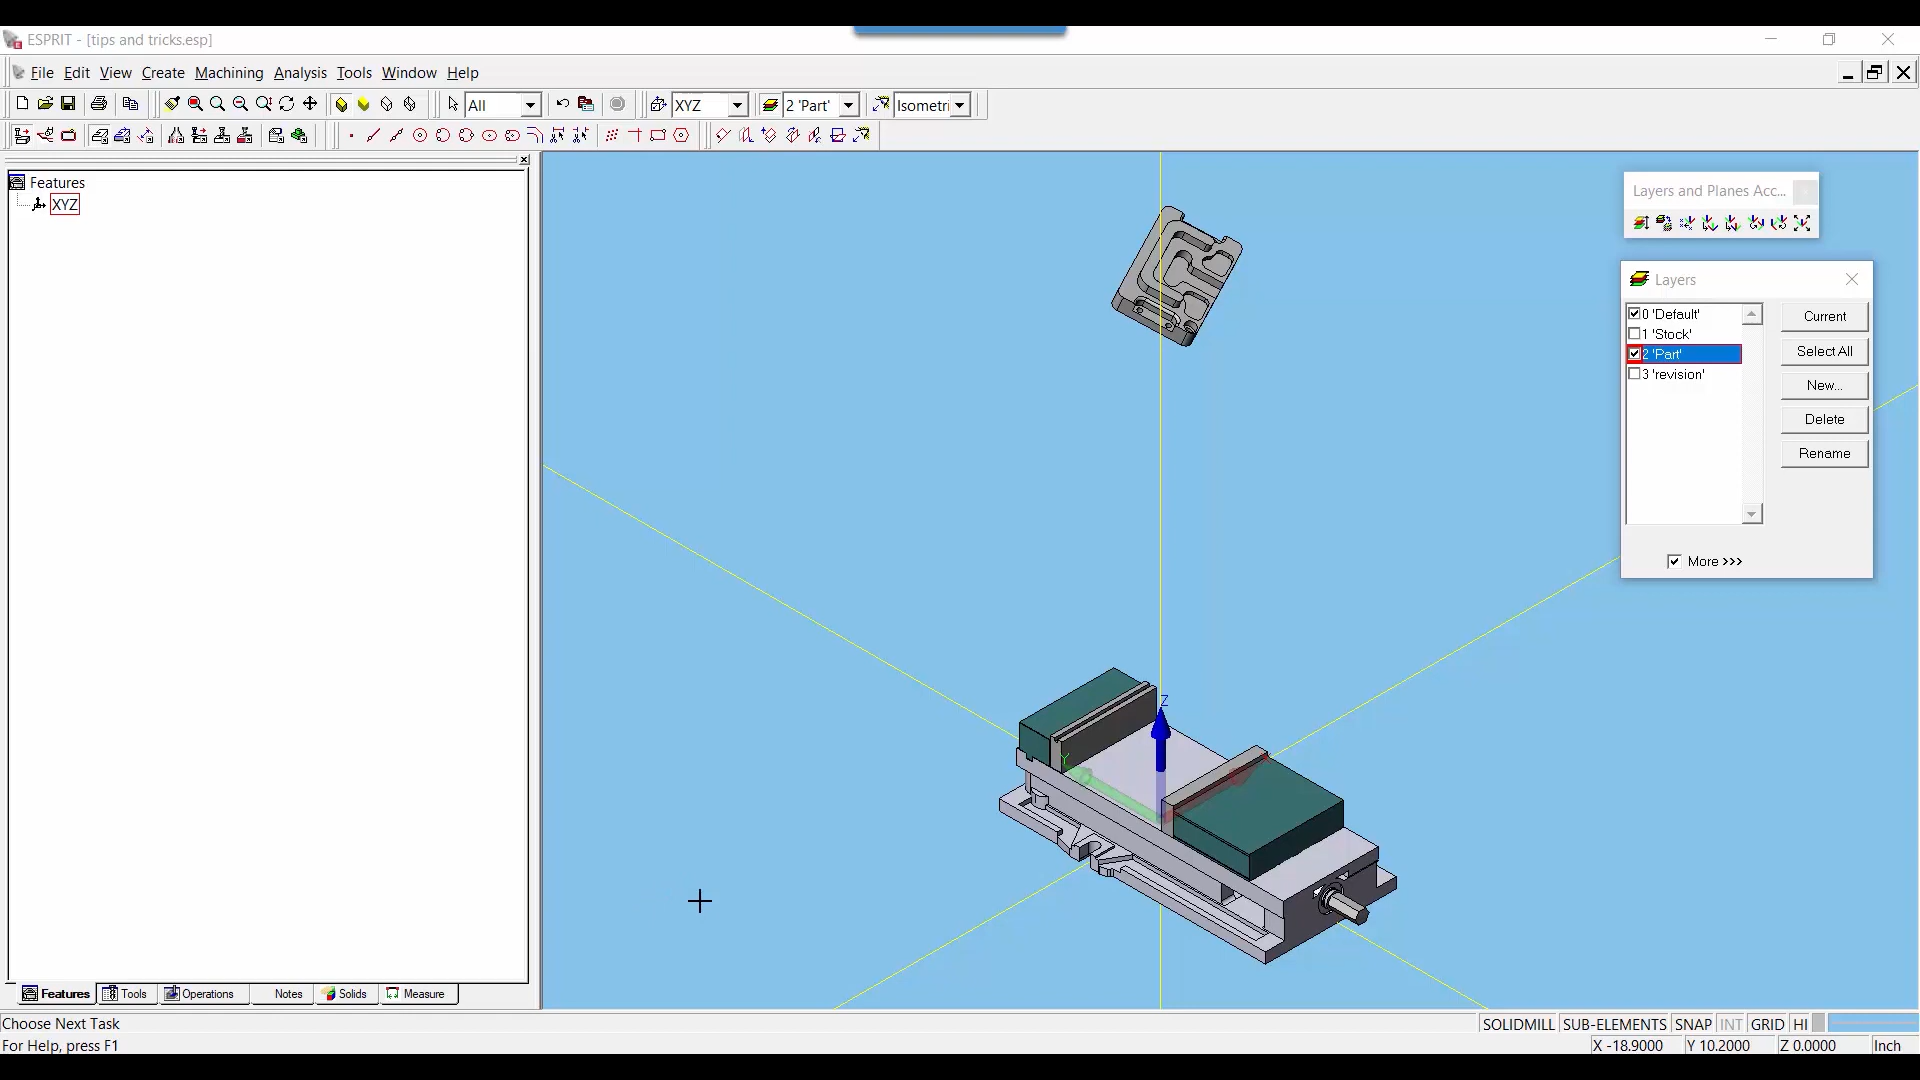 ESPRIT - [tips and tricks.esp]
File Edit View Create Machining Analysis Tools Window Help
All XYZ 2 'Part' Isometri
Features
XYZ
Layers and Planes Acc...
Layers
0 'Default'
1 'Stock'
2 'Part'
3 'revision'
Current
Select All
New...
Delete
Rename
More >>>
Z
Y
Features Tools Operations Notes Solids Measure
Choose Next Task
SOLIDMILL SUB-ELEMENTS SNAP INT GRID HI
For Help, press F1
X -18.9000 Y 10.2000 Z 0.0000 Inch